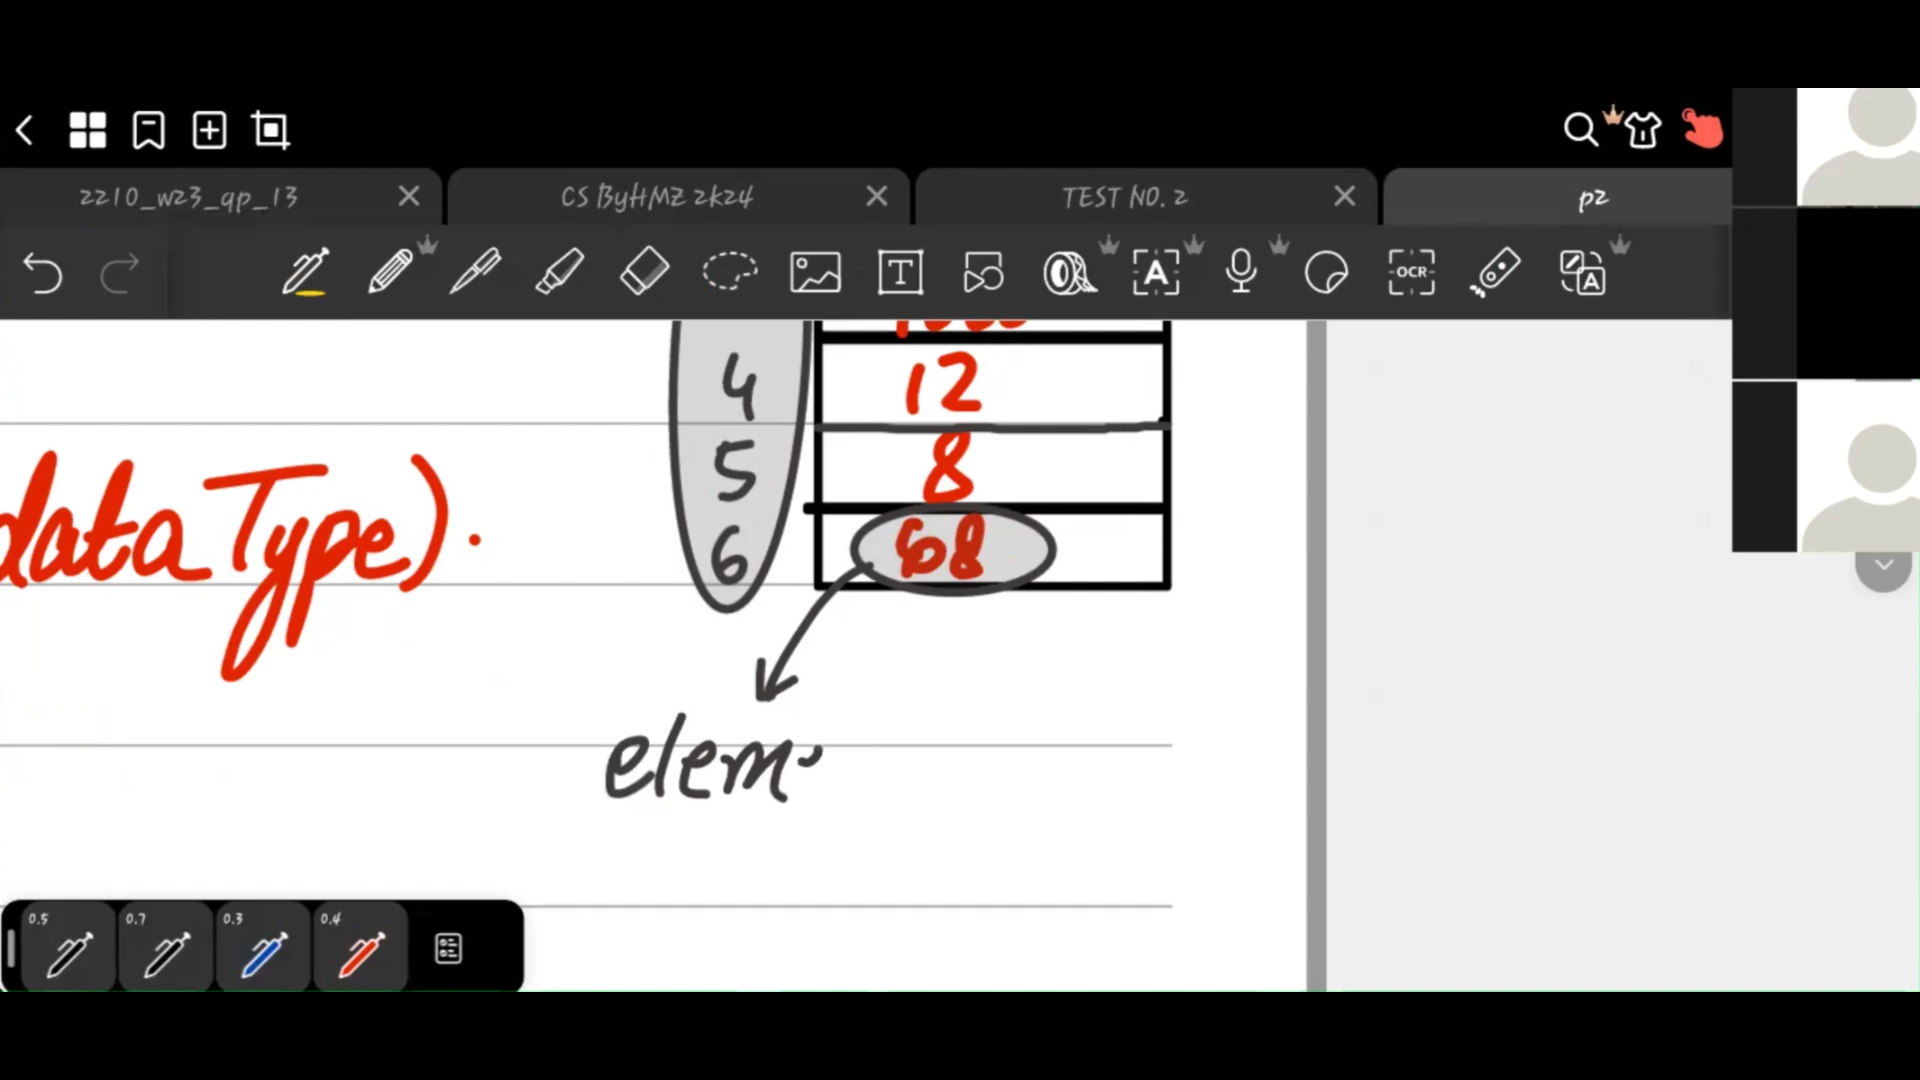 2210_w23_qp_13
CS ByHMZ 2k24
TEST NO. 2
p2
T
A
OCR
A
4 12
5 8
6 68
dataType).
elem
0.5 0.7 0.3 0.4